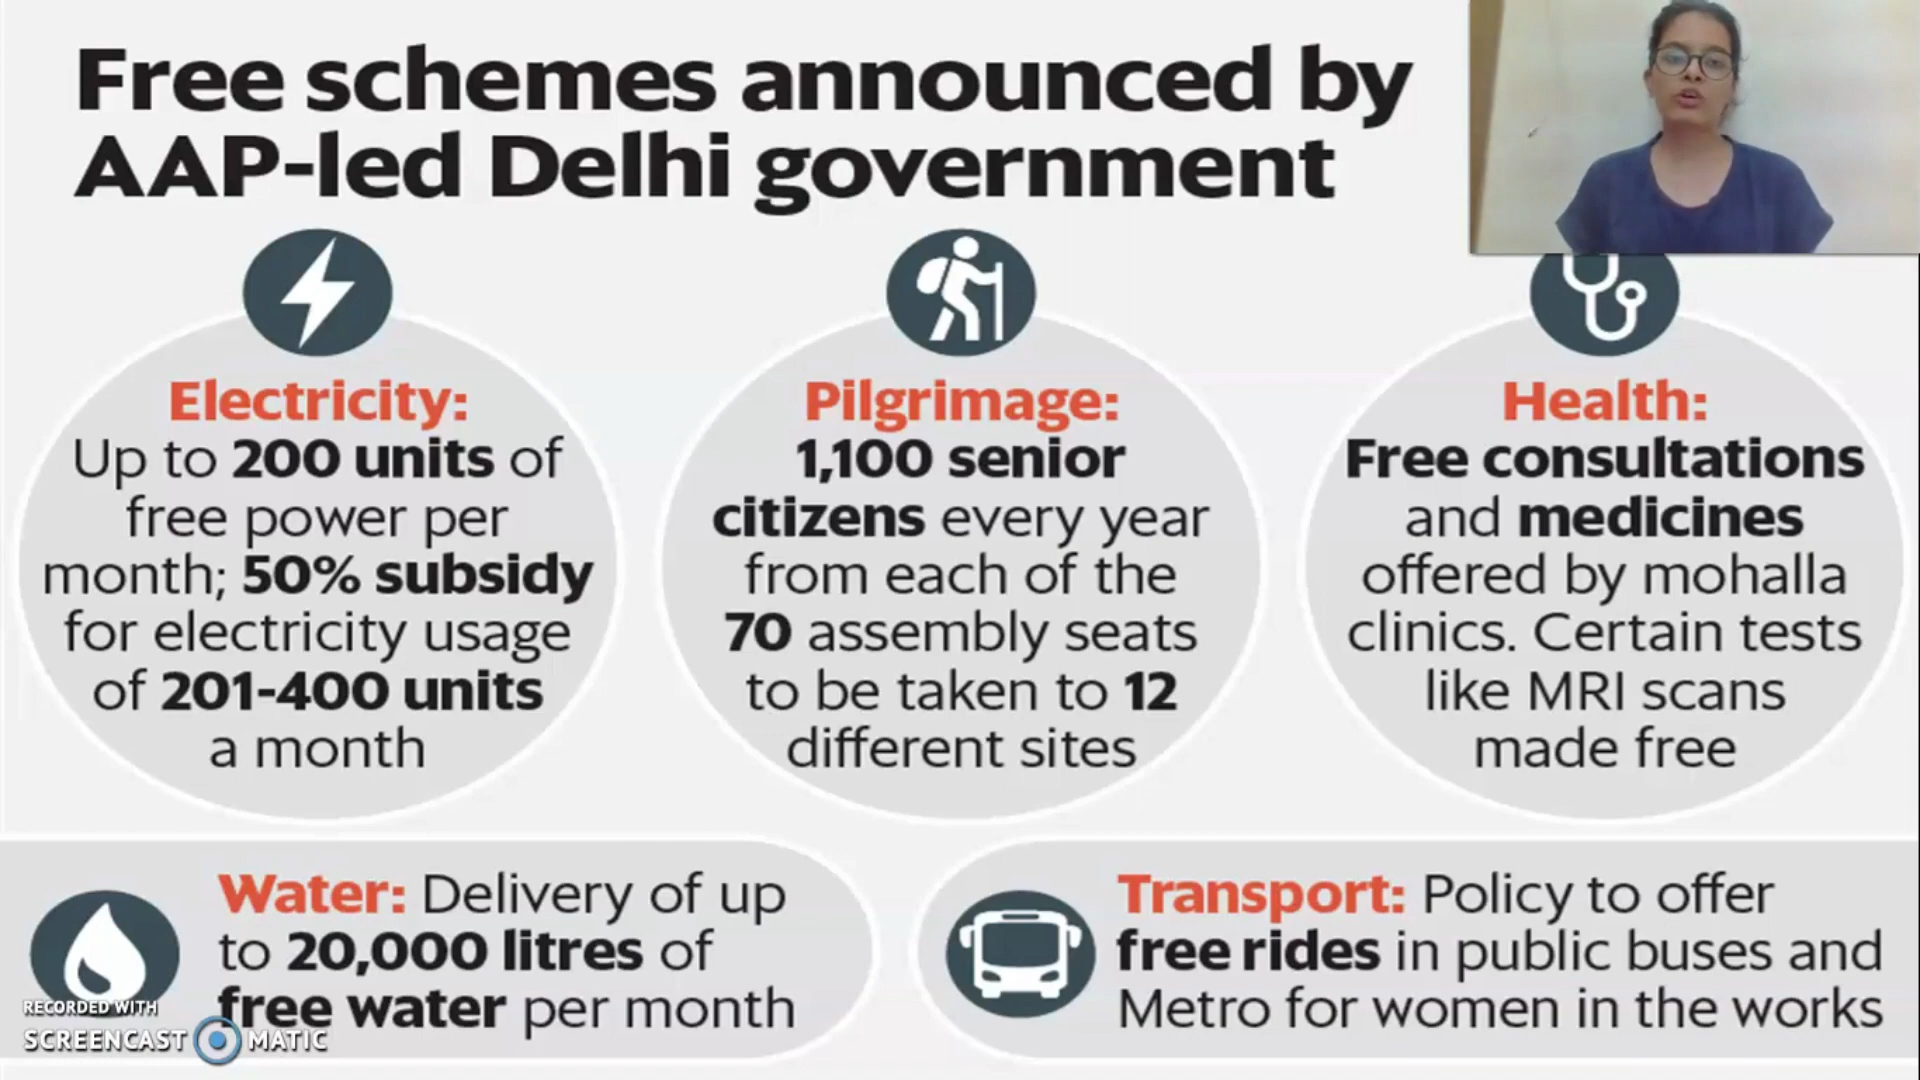 Free schemes announced by
AAP-led Delhi government
Electricity:
Up to 200 units of
free power per
month; 50% subsidy
for electricity usage
of 201-400 units
a month
Pilgrimage:
1,100 senior
citizens every year
from each of the
70 assembly seats
to be taken to 12
different sites
Health:
Free consultations
and medicines
offered by mohalla
clinics. Certain tests
like MRI scans
made free
Water: Delivery of up
to 20,000 litres of
free water per month
Transport: Policy to offer
free rides in public buses and
Metro for women in the works
RECORDED WITH
SCREENCAST MATIC